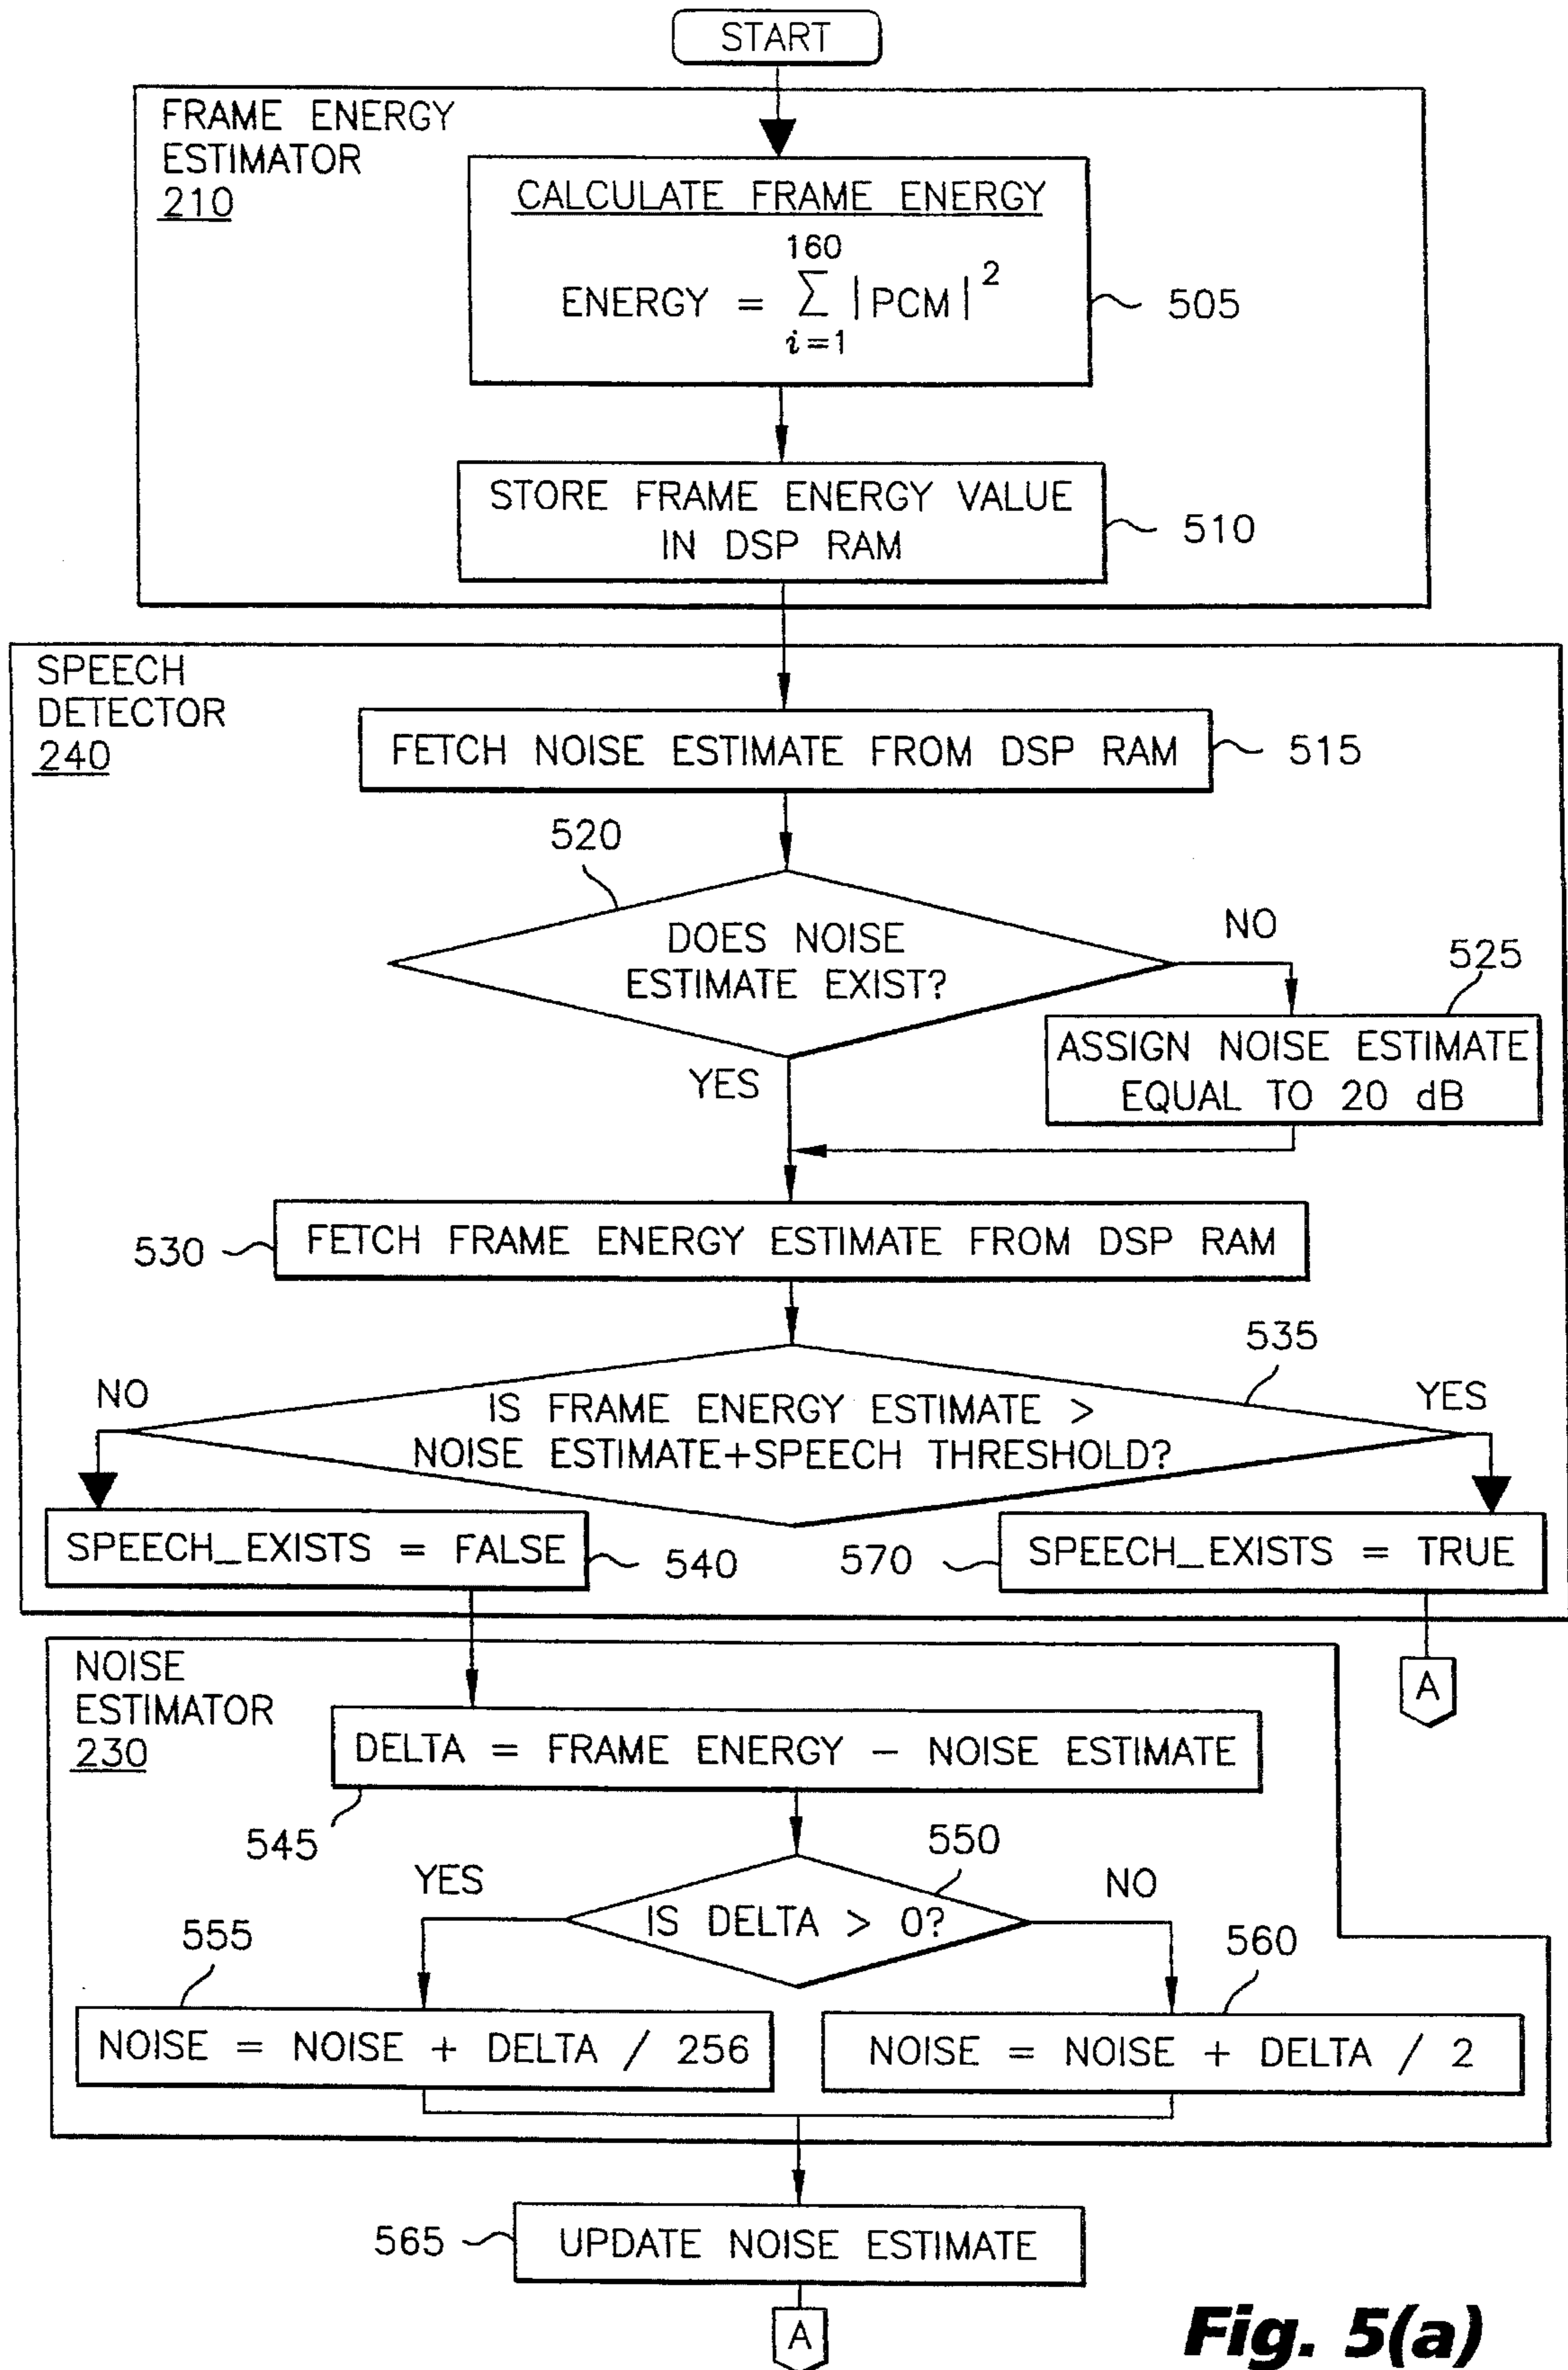 START
FRAME ENERGY
ESTIMATOR
210
CALCULATE FRAME ENERGY
160
ENERGY = Σ |PCM| 2
i=1
505
STORE FRAME ENERGY VALUE
IN DSP RAM
510
SPEECH
DETECTOR
240
FETCH NOISE ESTIMATE FROM DSP RAM
515
520
DOES NOISE
ESTIMATE EXIST?
NO
525
ASSIGN NOISE ESTIMATE
EQUAL TO 20 dB
YES
530
FETCH FRAME ENERGY ESTIMATE FROM DSP RAM
535
NO
IS FRAME ENERGY ESTIMATE >
NOISE ESTIMATE+SPEECH THRESHOLD?
YES
SPEECH_EXISTS = FALSE
540
570
SPEECH_EXISTS = TRUE
A
NOISE
ESTIMATOR
230
DELTA = FRAME ENERGY – NOISE ESTIMATE
545
550
YES
IS DELTA > 0?
NO
555
560
NOISE = NOISE + DELTA / 256
NOISE = NOISE + DELTA / 2
565
UPDATE NOISE ESTIMATE
A
Fig. 5(a)